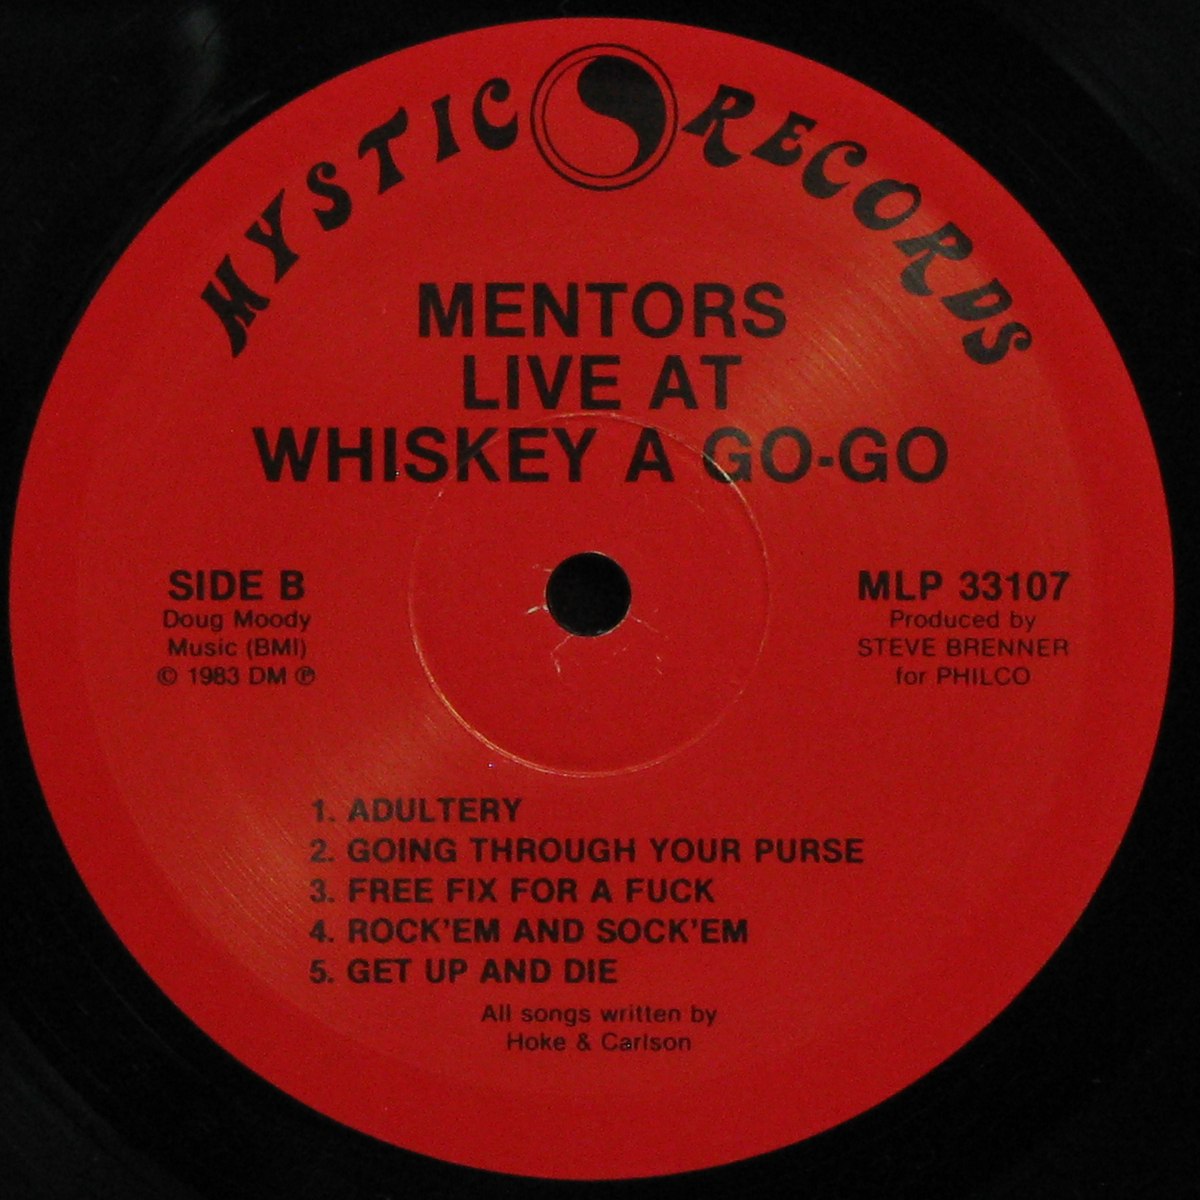 MYSTIC RECORDS
MENTORS
LIVE AT
WHISKEY A GO-GO
SIDE B
Doug Moody
Music (BMI)
© 1983 DM ℗
MLP 33107
Produced by
STEVE BRENNER
for PHILCO
1. ADULTERY
2. GOING THROUGH YOUR PURSE
3. FREE FIX FOR A FUCK
4. ROCK'EM AND SOCK'EM
5. GET UP AND DIE
All songs written by
Hoke & Carlson